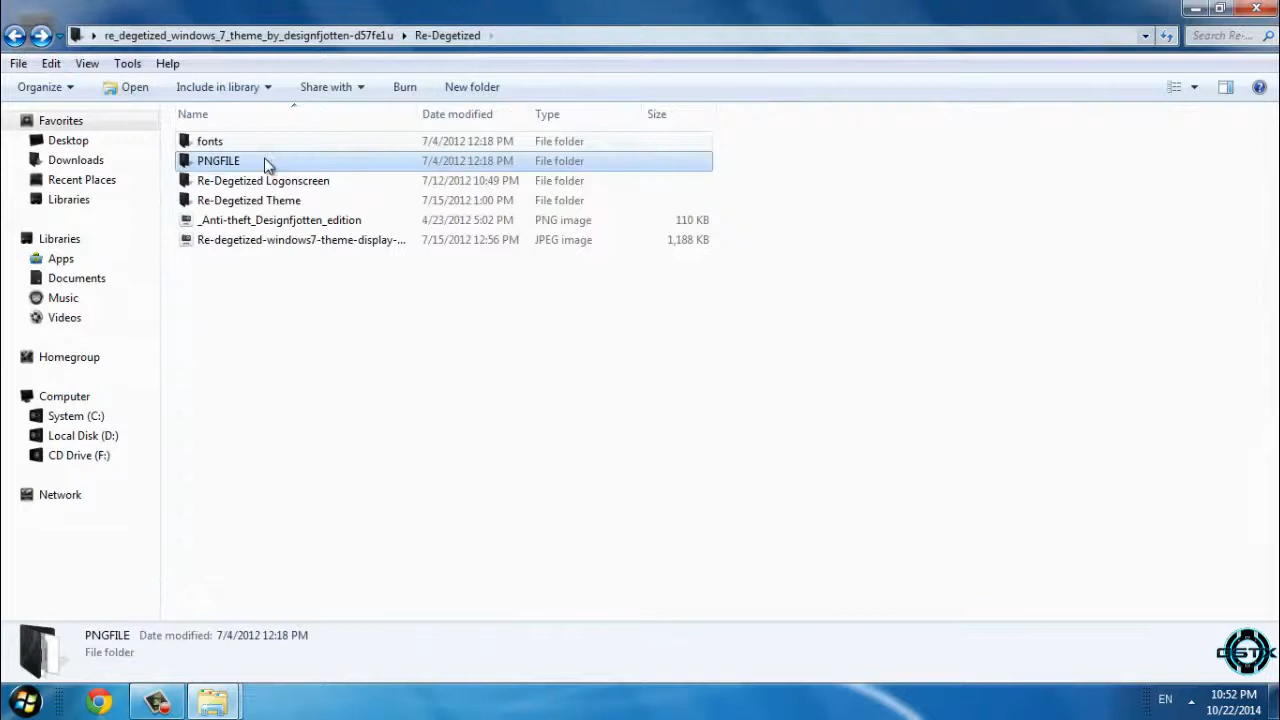 re_degetized_windows_7_theme_by_designfjotten-d57fe1u Re-Degetized Search Re-...
File Edit View Tools Help
Organize Open Include in library Share with Burn New folder
Name Date modified Type Size
Favorites
Desktop
Downloads
Recent Places
Libraries
Libraries
Apps
Documents
Music
Videos
Homegroup
Computer
System (C:)
Local Disk (D:)
CD Drive (F:)
Network
fonts 7/4/2012 12:18 PM File folder
PNGFILE 7/4/2012 12:18 PM File folder
Re-Degetized Logonscreen 7/12/2012 10:49 PM File folder
Re-Degetized Theme 7/15/2012 1:00 PM File folder
_Anti-theft_Designfjotten_edition 4/23/2012 5:02 PM PNG image 110 KB
Re-degetized-windows7-theme-display-... 7/15/2012 12:56 PM JPEG image 1,188 KB
PNGFILE Date modified: 7/4/2012 12:18 PM
File folder
EN 10:52 PM
10/22/2014